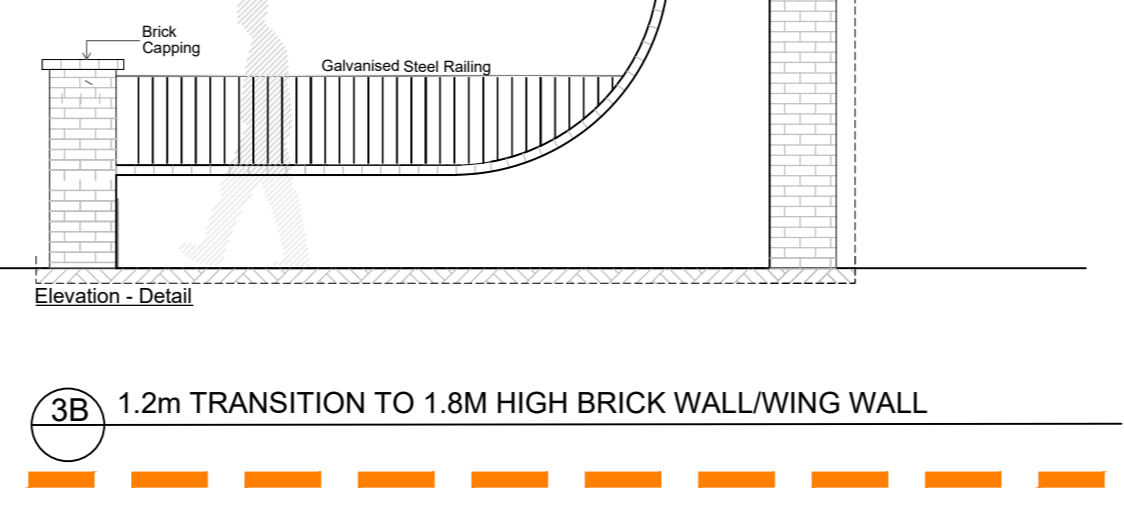 Brick
Capping
Galvanised Steel Railing
Elevation - Detail
3B
1.2m TRANSITION TO 1.8M HIGH BRICK WALL/WING WALL